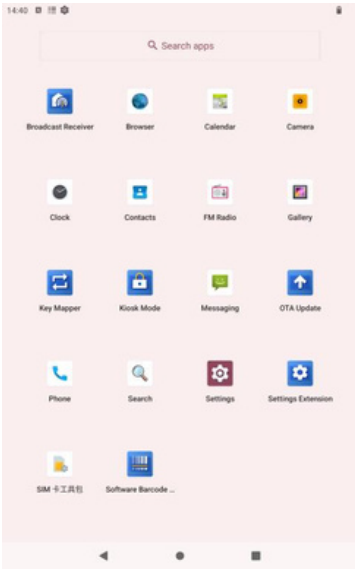 14:40
Search apps
Broadcast Receiver
Browser
Calendar
Camera
Clock
Contacts
FM Radio
Gallery
Key Mapper
Kiosk Mode
Messaging
OTA Update
Phone
Search
Settings
Settings Extension
SIM 卡工具包
Software Barcode ...